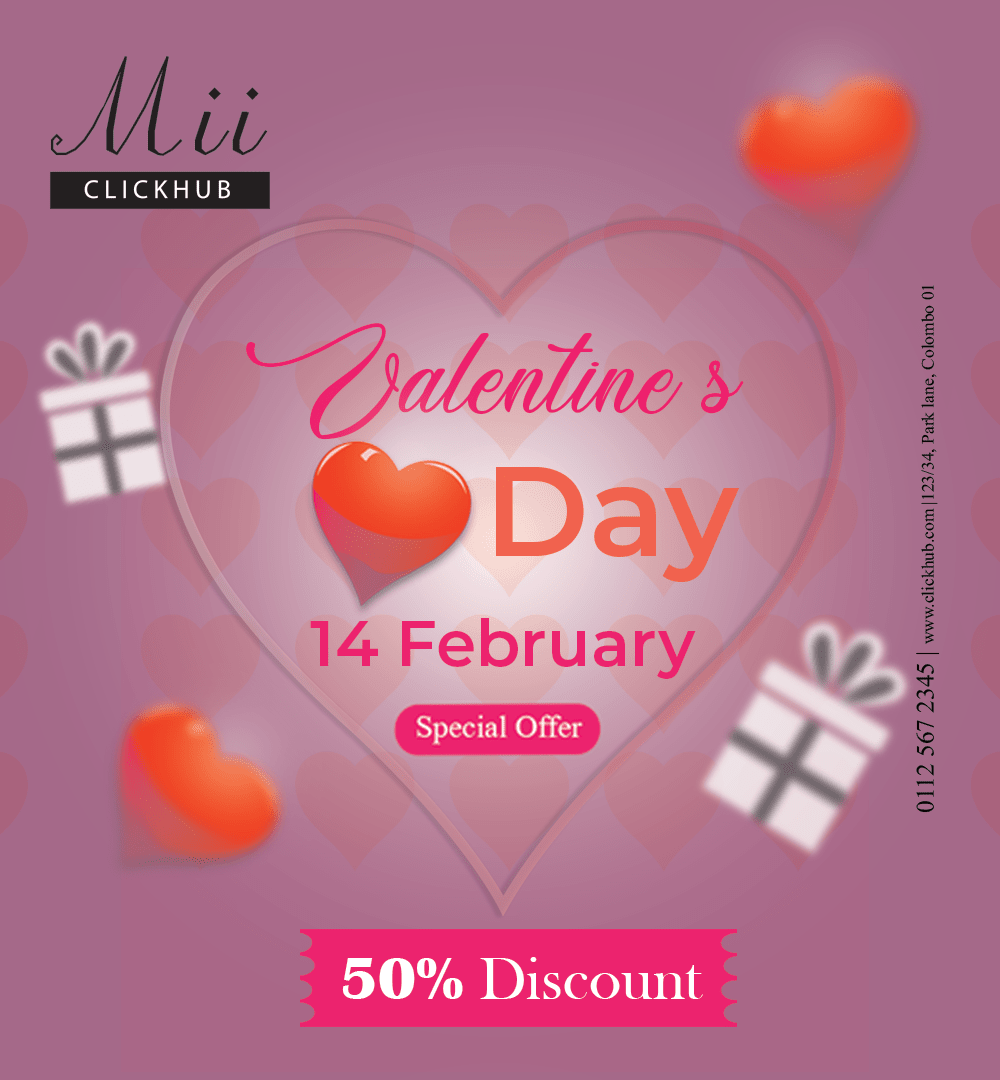 Mii
CLICKHUB
Valentine s
Day
14 February
Special Offer
50% Discount
0112 567 2345 | www.clickhub.com |123/34, Park lane, Colombo 01